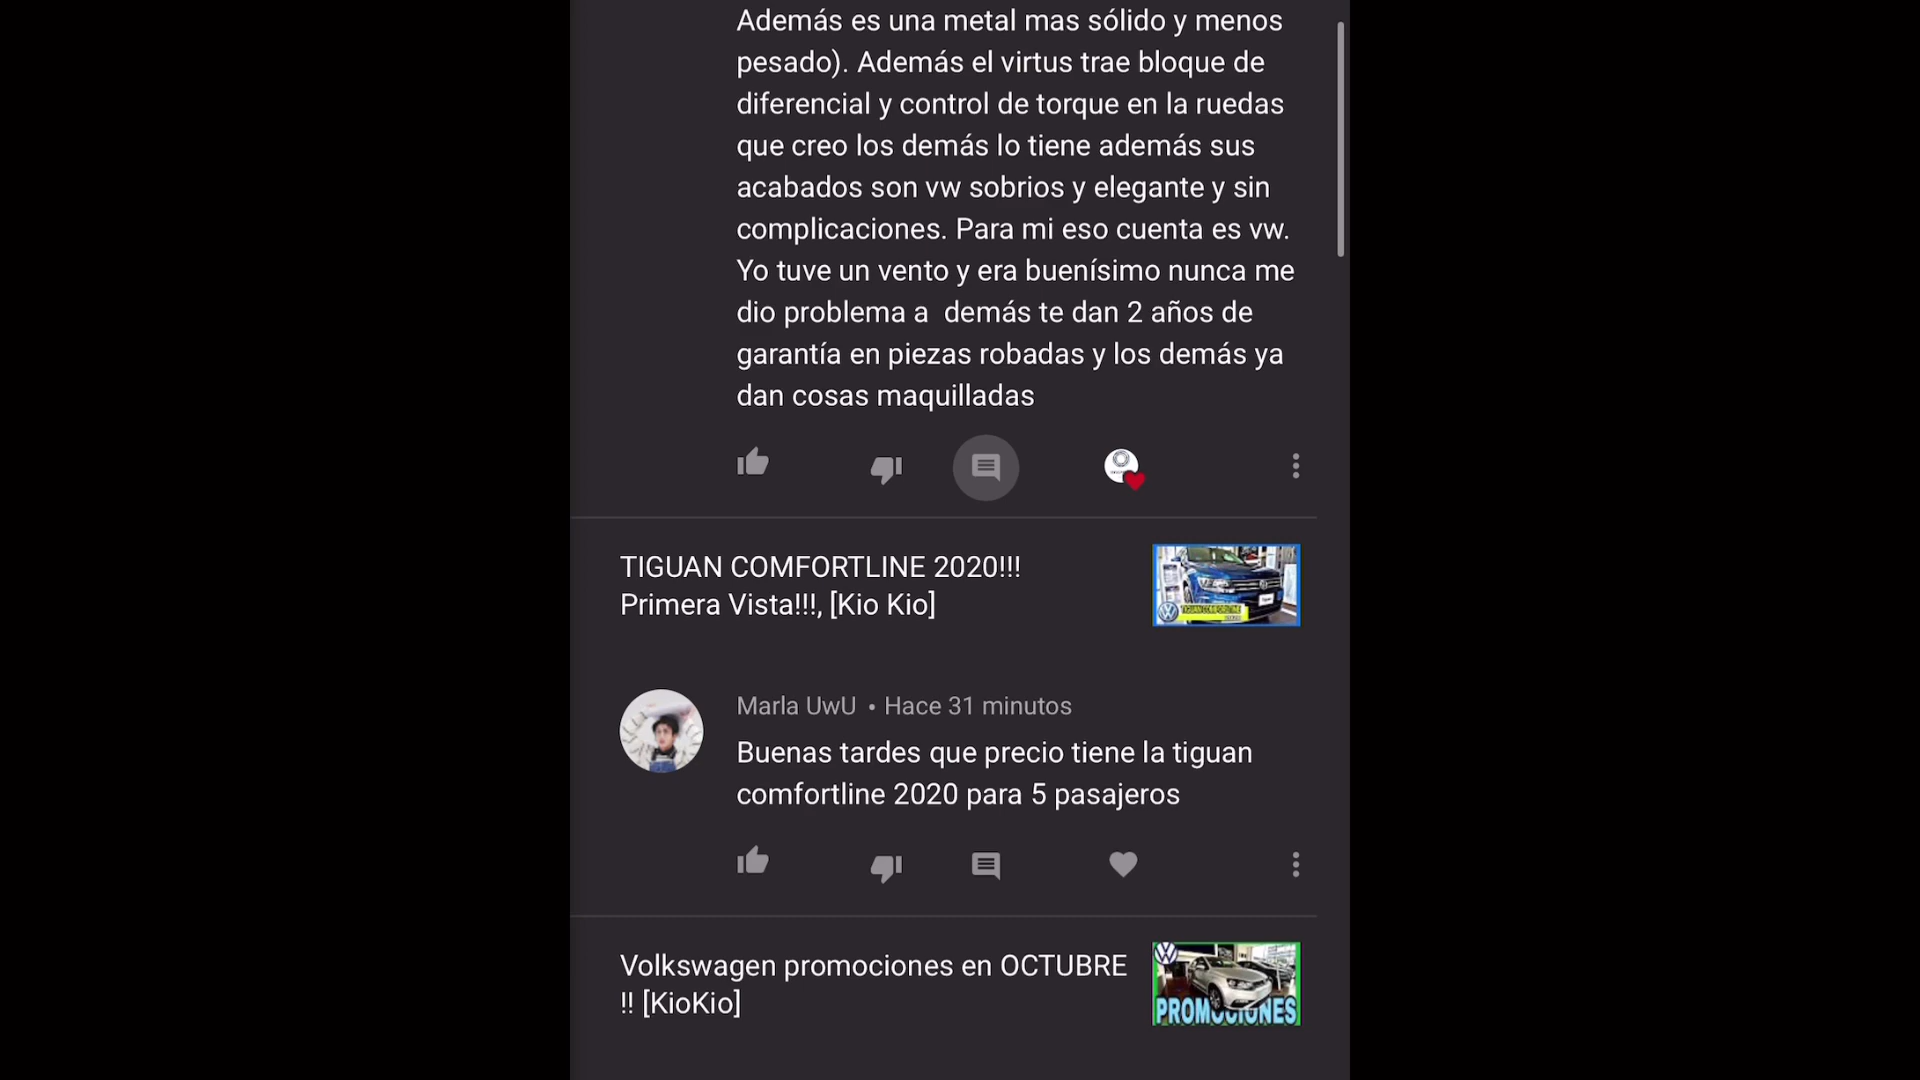 Además es una metal mas sólido y menos
pesado). Además el virtus trae bloque de
diferencial y control de torque en la ruedas
que creo los demás lo tiene además sus
acabados son vw sobrios y elegante y sin
complicaciones. Para mi eso cuenta es vw.
Yo tuve un vento y era buenísimo nunca me
dio problema a  demás te dan 2 años de
garantía en piezas robadas y los demás ya
dan cosas maquilladas
TIGUAN COMFORTLINE 2020!!!
Primera Vista!!!, [Kio Kio]
TIGUAN COMFORTLINE
Marla UwU • Hace 31 minutos
Buenas tardes que precio tiene la tiguan
comfortline 2020 para 5 pasajeros
Volkswagen promociones en OCTUBRE
!! [KioKio]
PROMOCIONES